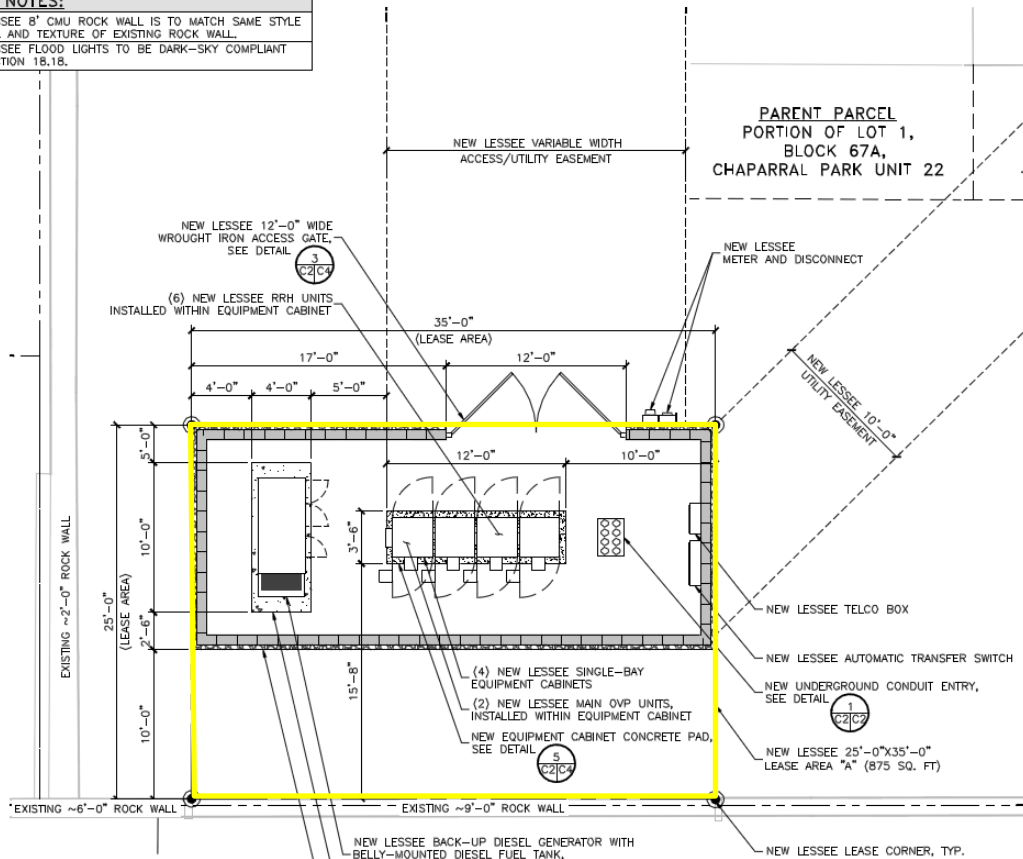 NOTES:
SEE 8' CMU ROCK WALL IS TO MATCH SAME STYLE
AND TEXTURE OF EXISTING ROCK WALL.
SEE FLOOD LIGHTS TO BE DARK-SKY COMPLIANT
TION 18.18.
PARENT PARCEL
PORTION OF LOT 1,
BLOCK 67A,
CHAPARRAL PARK UNIT 22
NEW LESSEE VARIABLE WIDTH
ACCESS/UTILITY EASEMENT
NEW LESSEE 12'-0" WIDE
WROUGHT IRON ACCESS GATE,
SEE DETAIL
3
C2 C4
NEW LESSEE
METER AND DISCONNECT
(6) NEW LESSEE RRH UNITS
INSTALLED WITHIN EQUIPMENT CABINET
35'-0"
(LEASE AREA)
17'-0"
12'-0"
4'-0"
4'-0"
5'-0"
NEW LESSEE 10'-0"
UTILITY EASEMENT
5'-0"
12'-0"
10'-0"
10'-0"
3'-6"
25'-0"
(LEASE AREA)
2'-6"
EXISTING ~2'-0" ROCK WALL
15'-8"
10'-0"
NEW LESSEE TELCO BOX
NEW LESSEE AUTOMATIC TRANSFER SWITCH
(4) NEW LESSEE SINGLE-BAY
EQUIPMENT CABINETS
(2) NEW LESSEE MAIN OVP UNITS,
INSTALLED WITHIN EQUIPMENT CABINET
NEW EQUIPMENT CABINET CONCRETE PAD,
SEE DETAIL
5
C2 C4
NEW UNDERGROUND CONDUIT ENTRY,
SEE DETAIL
1
C2 C2
NEW LESSEE 25'-0"X35'-0"
LEASE AREA "A" (875 SQ. FT)
EXISTING ~6'-0" ROCK WALL
EXISTING ~9'-0" ROCK WALL
NEW LESSEE BACK-UP DIESEL GENERATOR WITH
BELLY-MOUNTED DIESEL FUEL TANK,
NEW LESSEE LEASE CORNER, TYP.